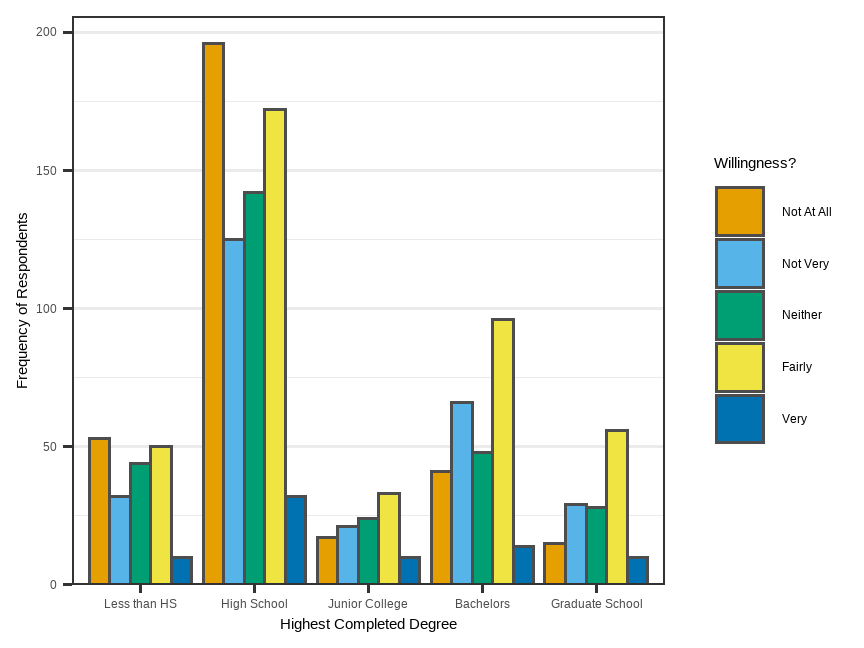 200
150
100
50
0
Frequency of Respondents
Less than HS
High School
Junior College
Bachelors
Graduate School
Highest Completed Degree
Willingness?
Not At All
Not Very
Neither
Fairly
Very